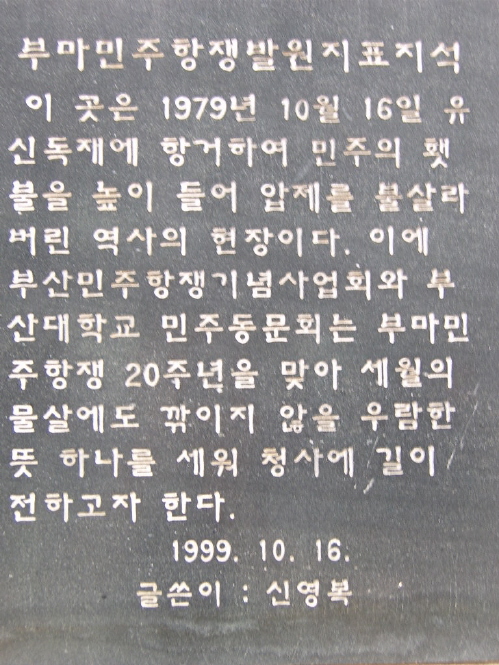 부마민주항쟁발원지표지석
이 곳은 1979년 10월 16일 유
신독재에 항거하여 민주의 횃
불을 높이 들어 압제를 불살라
버린 역사의 현장이다. 이에
부산민주항쟁기념사업회와 부
산대학교 민주동문회는 부마민
주항쟁 20주년을 맞아 세월의
물살에도 깎이지 않을 우람한
뜻 하나를 세워 청사에 길이
전하고자 한다.
1999. 10. 16.
글쓴이 : 신영복